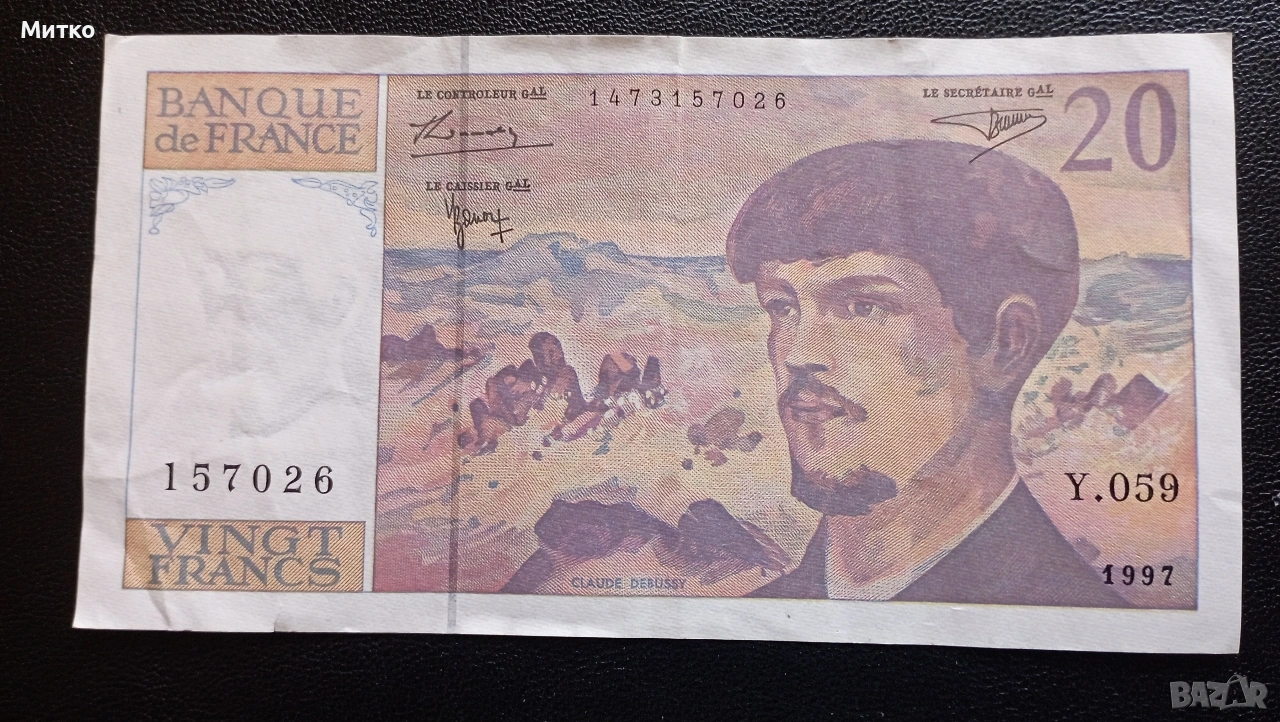 Митко
BANQUE
de FRANCE
LE CONTROLEUR GAL
1473157026
LE SECRÉTAIRE GAL
20
LE CAISSIER GAL
157026
Y.059
VINGT
FRANCS
CLAUDE DEBUSSY
1997
BAZAR